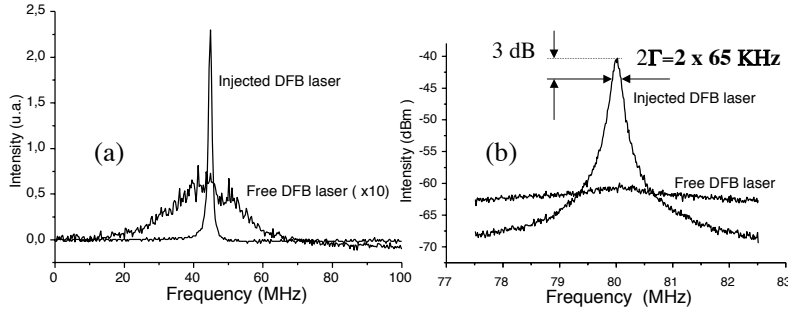 2,5
2,0
1,5
1,0
0,5
0,0
Intensity (u.a.)
Injected DFB laser
(a)
Free DFB laser ( x10)
0 20 40 60 80 100
Frequency (MHz)
3 dB
2Γ=2 x 65 KHz
-40
-45
-50
-55
-60
-65
-70
Intensity (dBm)
Injected DFB laser
(b)
Free DFB laser
77 78 79 80 81 82 83
Frequency (MHz)